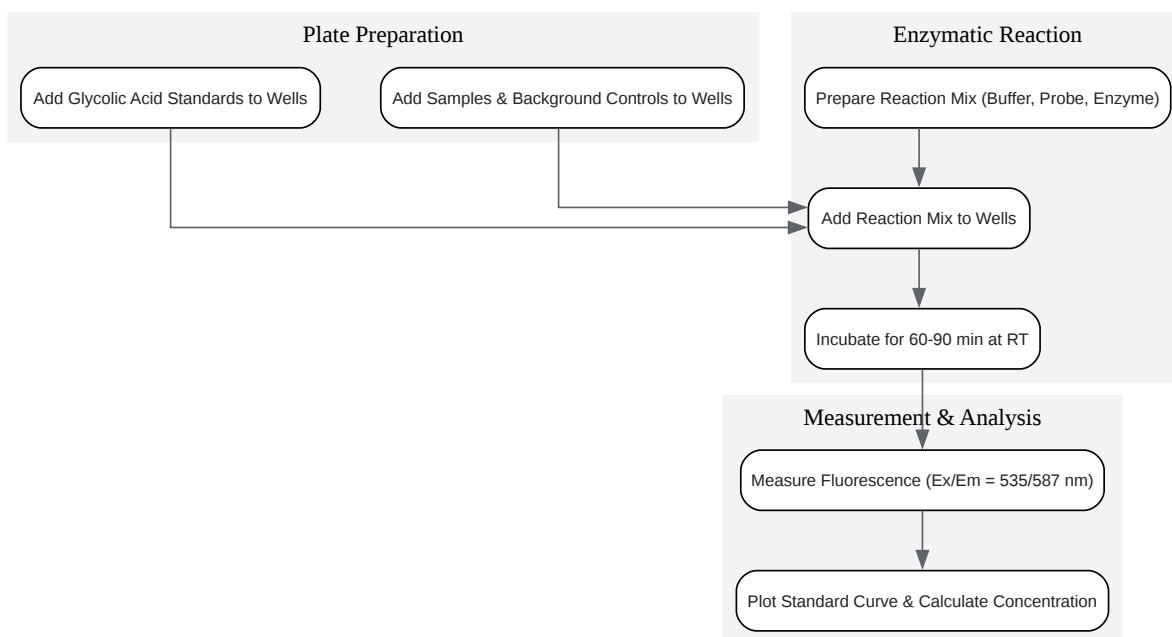 Plate Preparation
Add Glycolic Acid Standards to Wells
Add Samples & Background Controls to Wells
Enzymatic Reaction
Prepare Reaction Mix (Buffer, Probe, Enzyme)
Add Reaction Mix to Wells
Incubate for 60-90 min at RT
Measurement & Analysis
Measure Fluorescence (Ex/Em = 535/587 nm)
Plot Standard Curve & Calculate Concentration